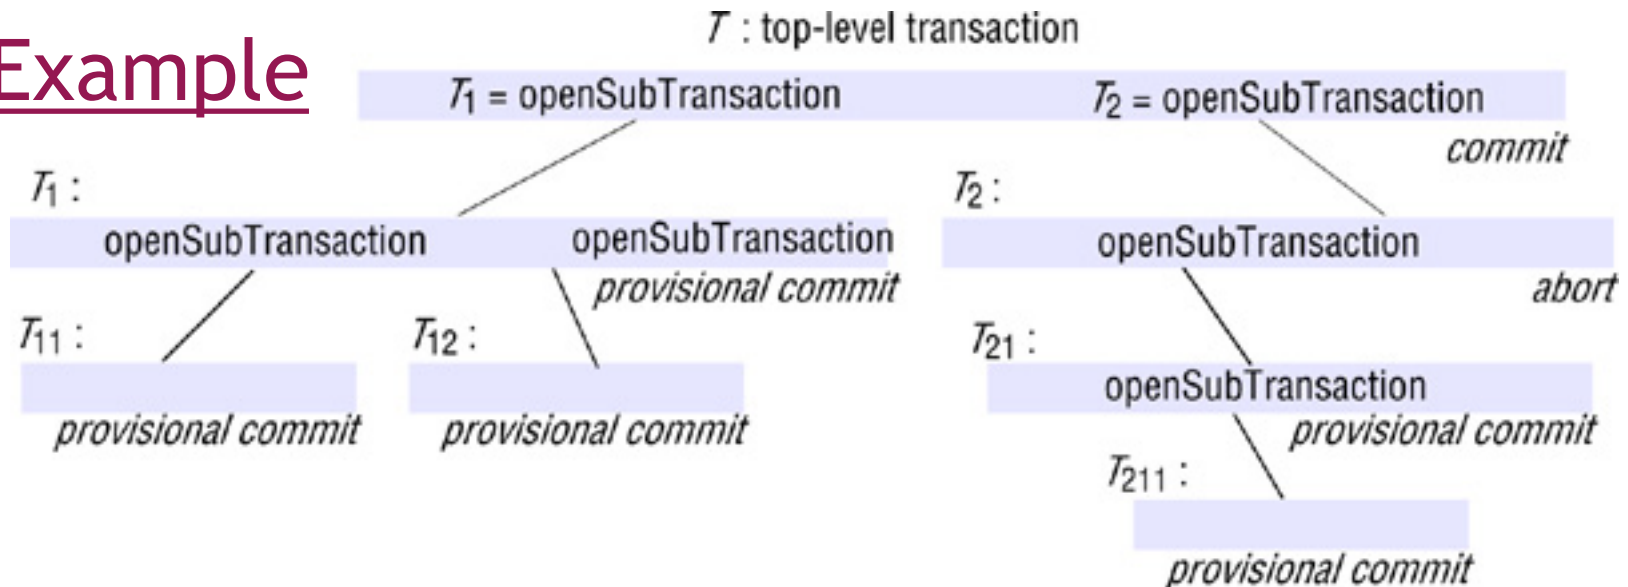 Example
T : top-level transaction
T1 = openSubTransaction T2 = openSubTransaction
commit
T1 : T2 :
openSubTransaction openSubTransaction openSubTransaction
provisional commit abort
T11 : T12 : T21 :
openSubTransaction
provisional commit provisional commit provisional commit
T211 :
provisional commit